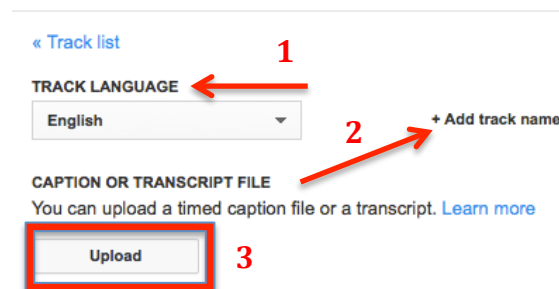 « Track list
1
TRACK LANGUAGE
English
2
+ Add track name
CAPTION OR TRANSCRIPT FILE
You can upload a timed caption file or a transcript. Learn more
Upload
3